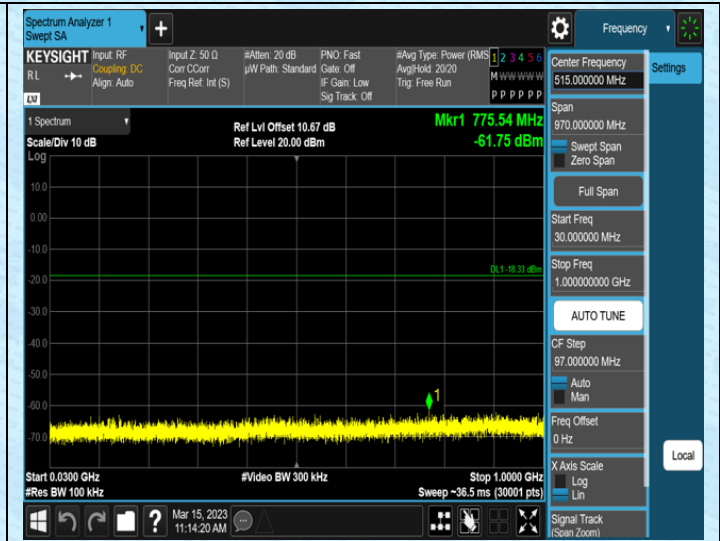 Spectrum Analyzer 1
Swept SA
Frequency
KEYSIGHT
RL
LXI
Input: RF
Coupling: DC
Align: Auto
Input Z: 50 Ω
Corr CCorr
Freq Ref: Int (S)
#Atten: 20 dB
µW Path: Standard
PNO: Fast
Gate: Off
IF Gain: Low
Sig Track: Off
#Avg Type: Power (RMS
Avg|Hold: 20/20
Trig: Free Run
1 2 3 4 5 6
M W W W W W
P P P P P P
1 Spectrum
Scale/Div 10 dB
Log
Ref Lvl Offset 10.67 dB
Ref Level 20.00 dBm
Mkr1 775.54 MHz
-61.75 dBm
10.0
0.00
-10.0
-20.0
-30.0
-40.0
-50.0
-60.0
-70.0
DL1 -18.33 dBm
1
Start 0.0300 GHz
#Res BW 100 kHz
#Video BW 300 kHz
Stop 1.0000 GHz
Sweep ~36.5 ms (30001 pts)
?
Mar 15, 2023
11:14:20 AM
Center Frequency
515.000000 MHz
Span
970.000000 MHz
Swept Span
Zero Span
Full Span
Start Freq
30.000000 MHz
Stop Freq
1.000000000 GHz
AUTO TUNE
CF Step
97.000000 MHz
Auto
Man
Freq Offset
0 Hz
X Axis Scale
Log
Lin
Signal Track
(Span Zoom)
Settings
Local